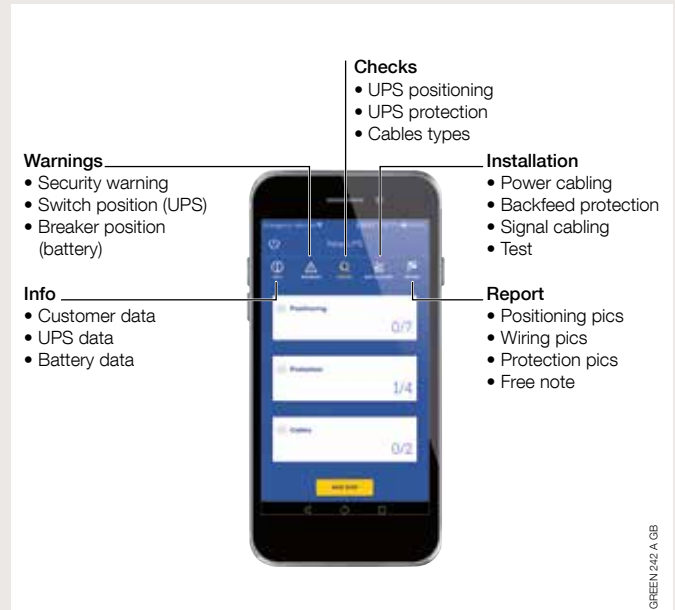 Checks
• UPS positioning
• UPS protection
• Cables types
Warnings
• Security warning
• Switch position (UPS)
• Breaker position
(battery)
Installation
• Power cabling
• Backfeed protection
• Signal cabling
• Test
Info
• Customer data
• UPS data
• Battery data
Report
• Positioning pics
• Wiring pics
• Protection pics
• Free note
Positioning
0/7
Protection
1/4
Cables
0/2
GREEN 242 A GB